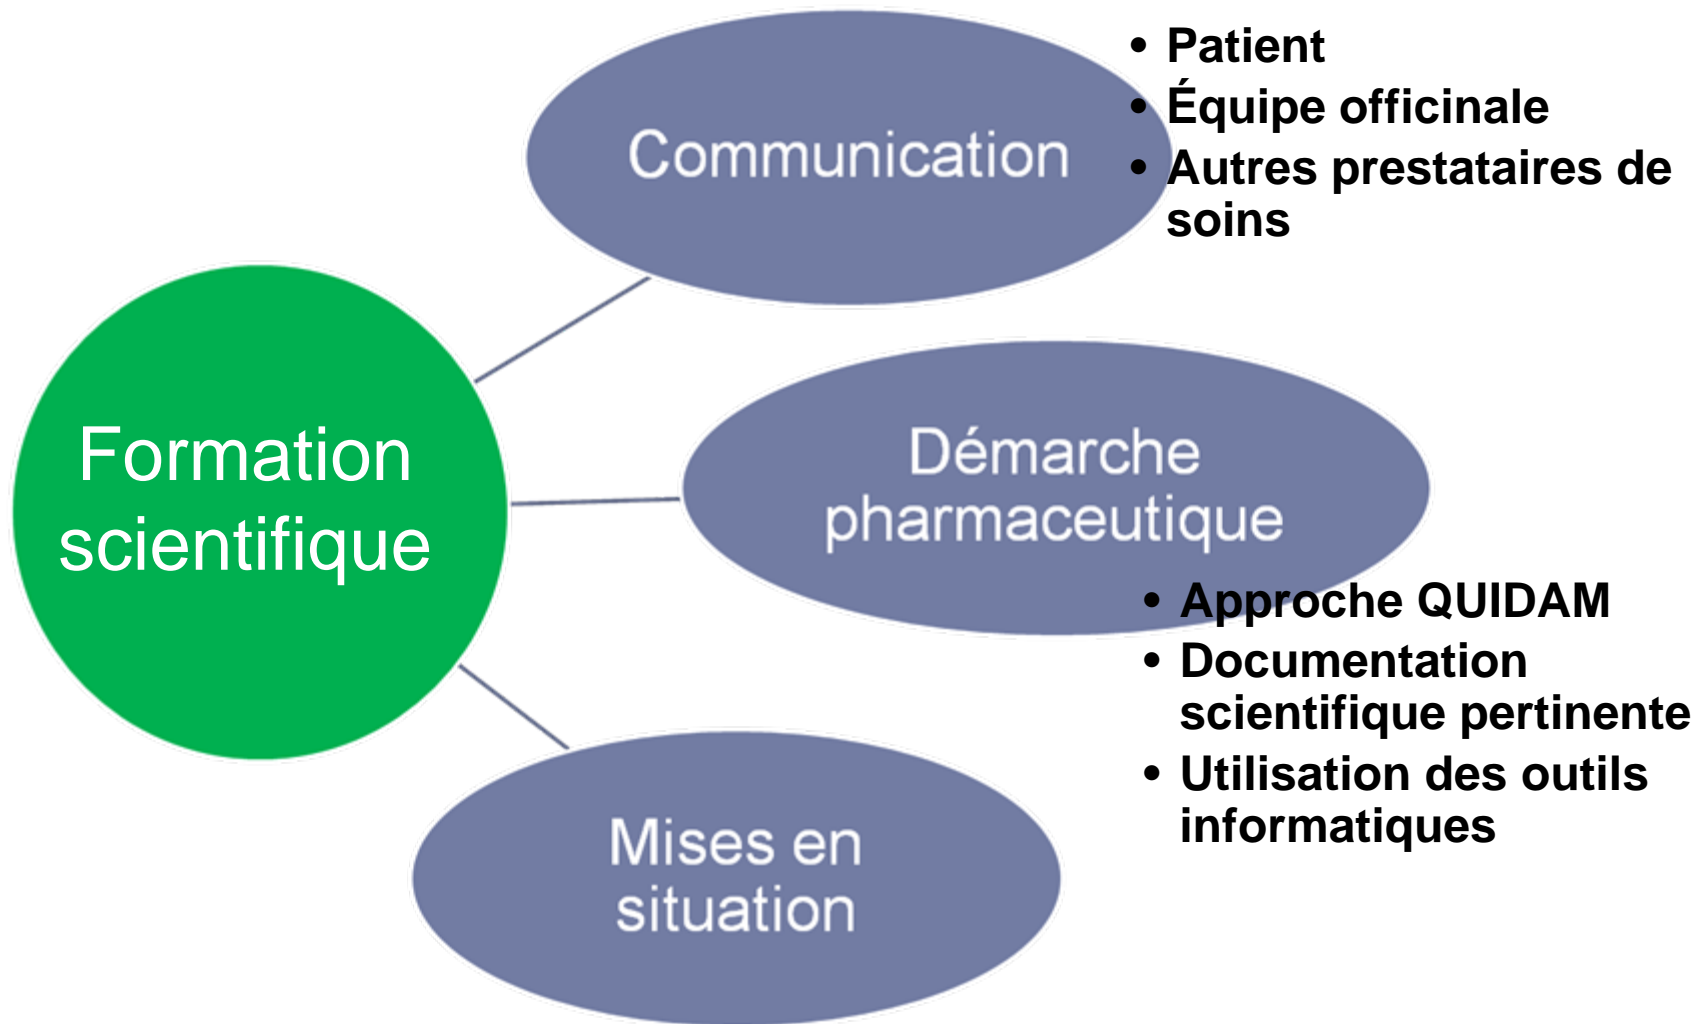 Formation
scientifique
Communication
• Patient
• Équipe officinale
• Autres prestataires de
soins
Démarche
pharmaceutique
• Approche QUIDAM
• Documentation
scientifique pertinente
• Utilisation des outils
informatiques
Mises en
situation